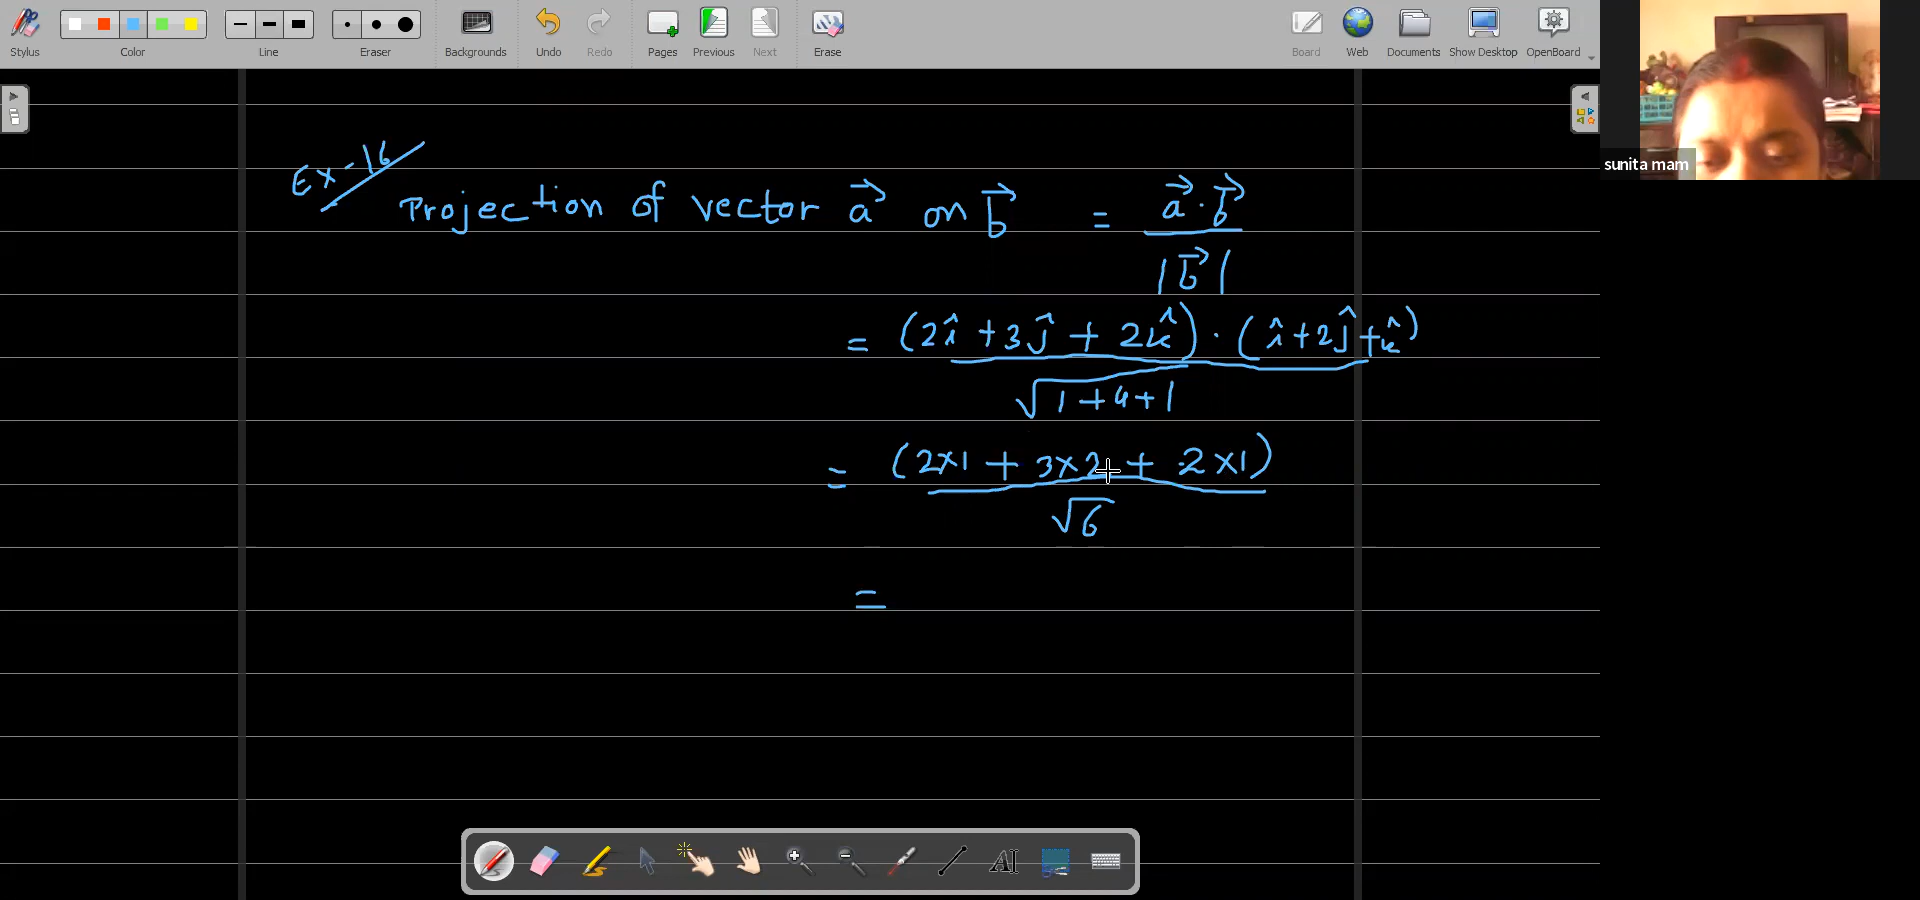 Stylus Color Line Eraser Backgrounds Undo Redo Pages Previous Next Erase Board Web Documents Show Desktop OpenBoard
sunita mam
Ex-16
Projection of vector a⃗ on b⃗ = a⃗·b⃗ / |b⃗|
= (2î + 3ĵ + 2k̂) · (î + 2ĵ + k̂) / √1+4+1
= (2×1 + 3×2 + 2×1) / √6
=
AI